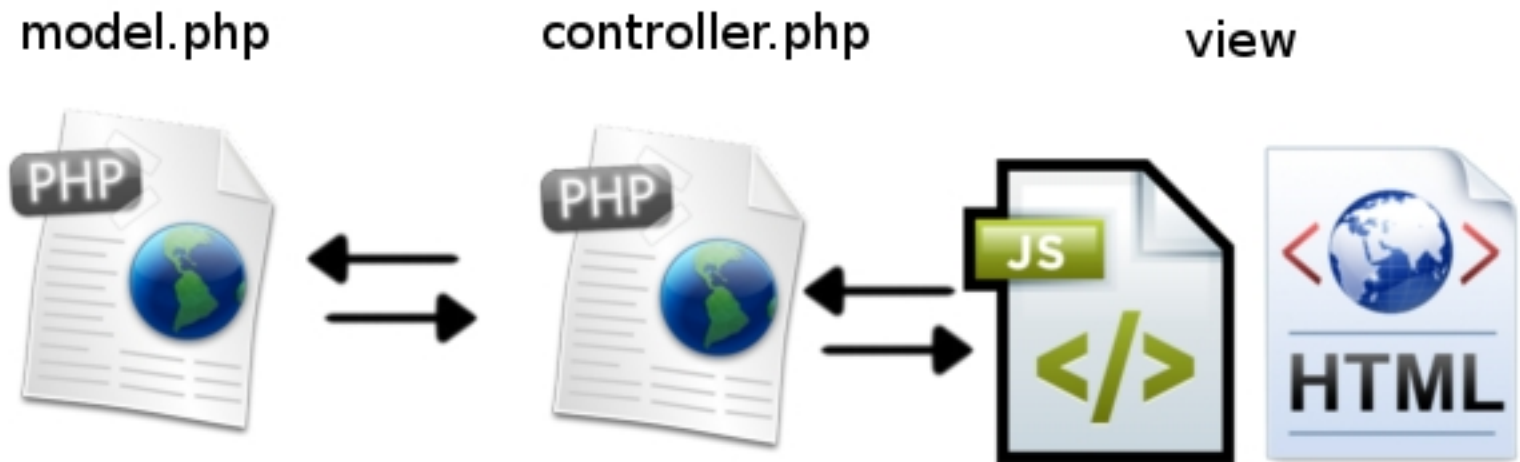 model.php
controller.php
view
PHP
PHP
JS
</>
< >
HTML